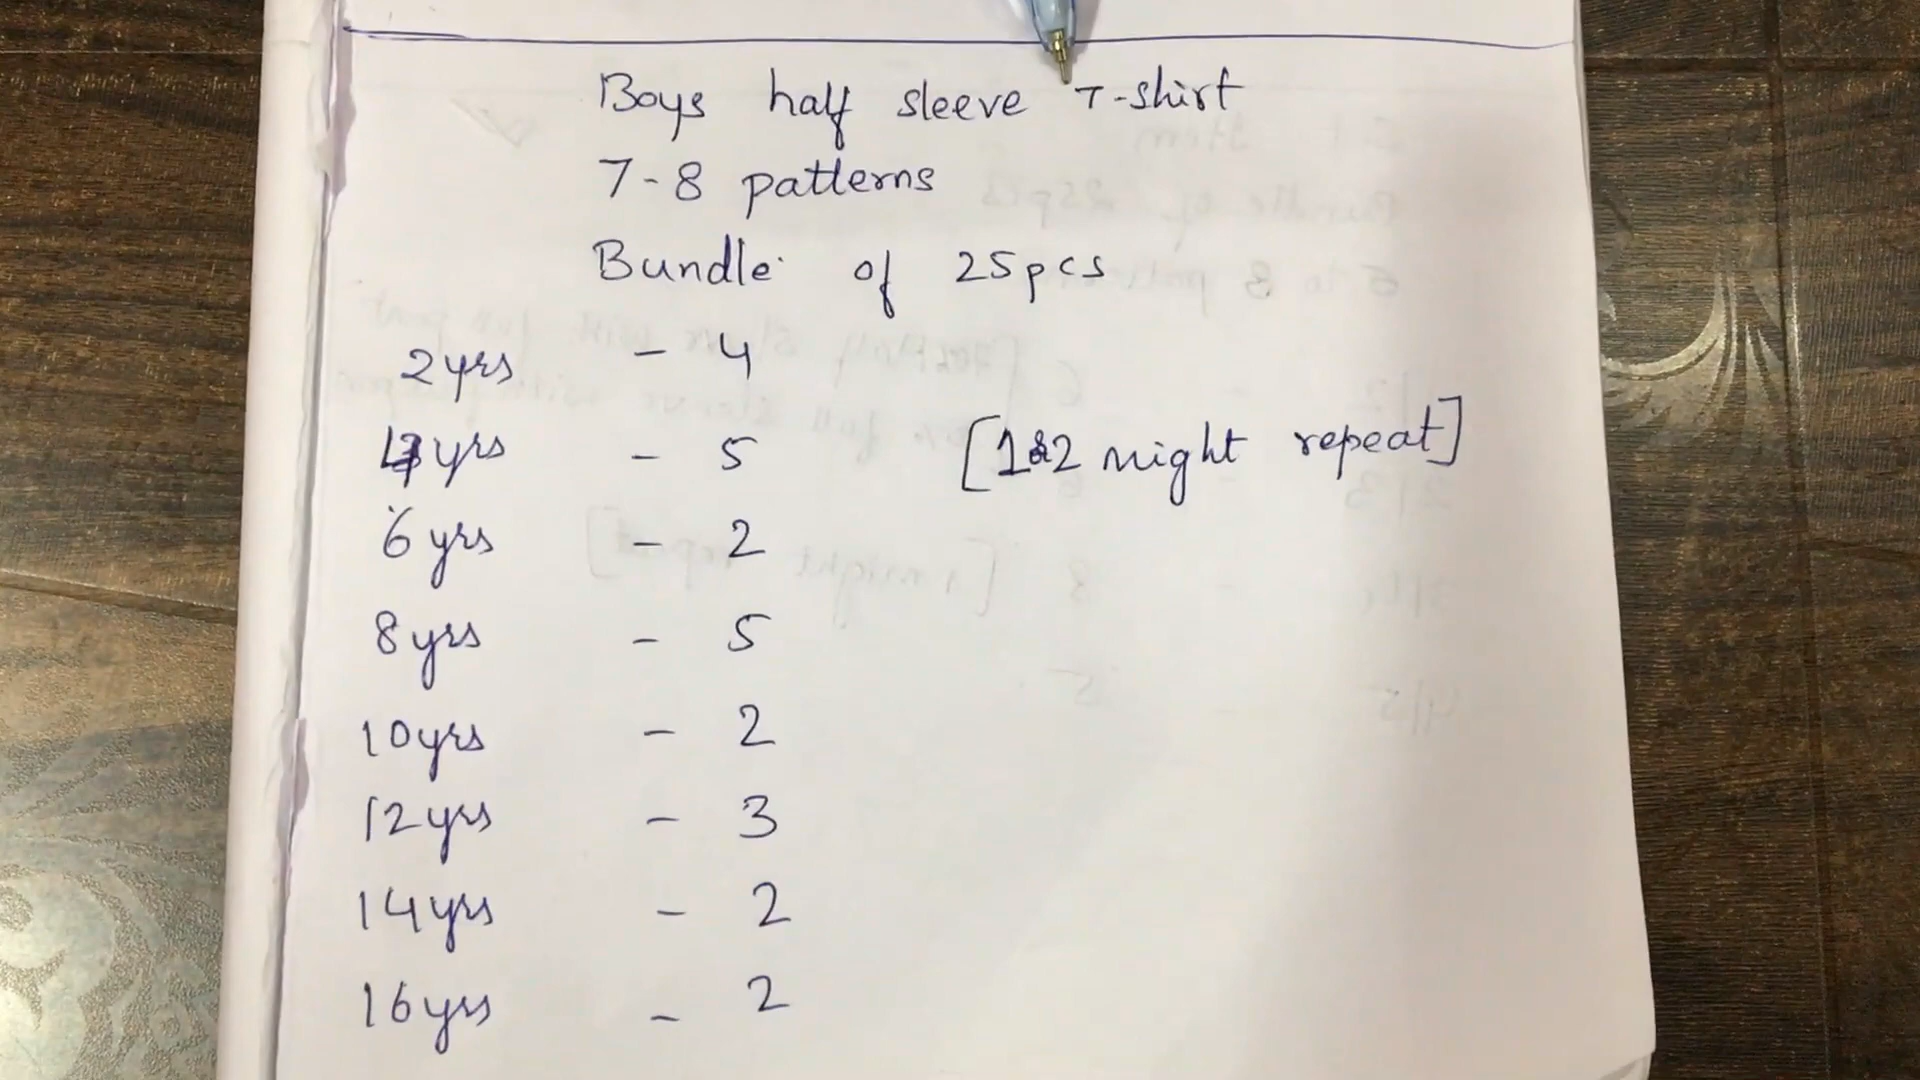 Boys half sleeve T-shirt
7-8 patterns
Bundle of 25pcs
2yrs - 4
4yrs - 5 [1&2 might repeat]
6yrs - 2
8yrs - 5
10yrs - 2
12yrs - 3
14yrs - 2
16yrs - 2